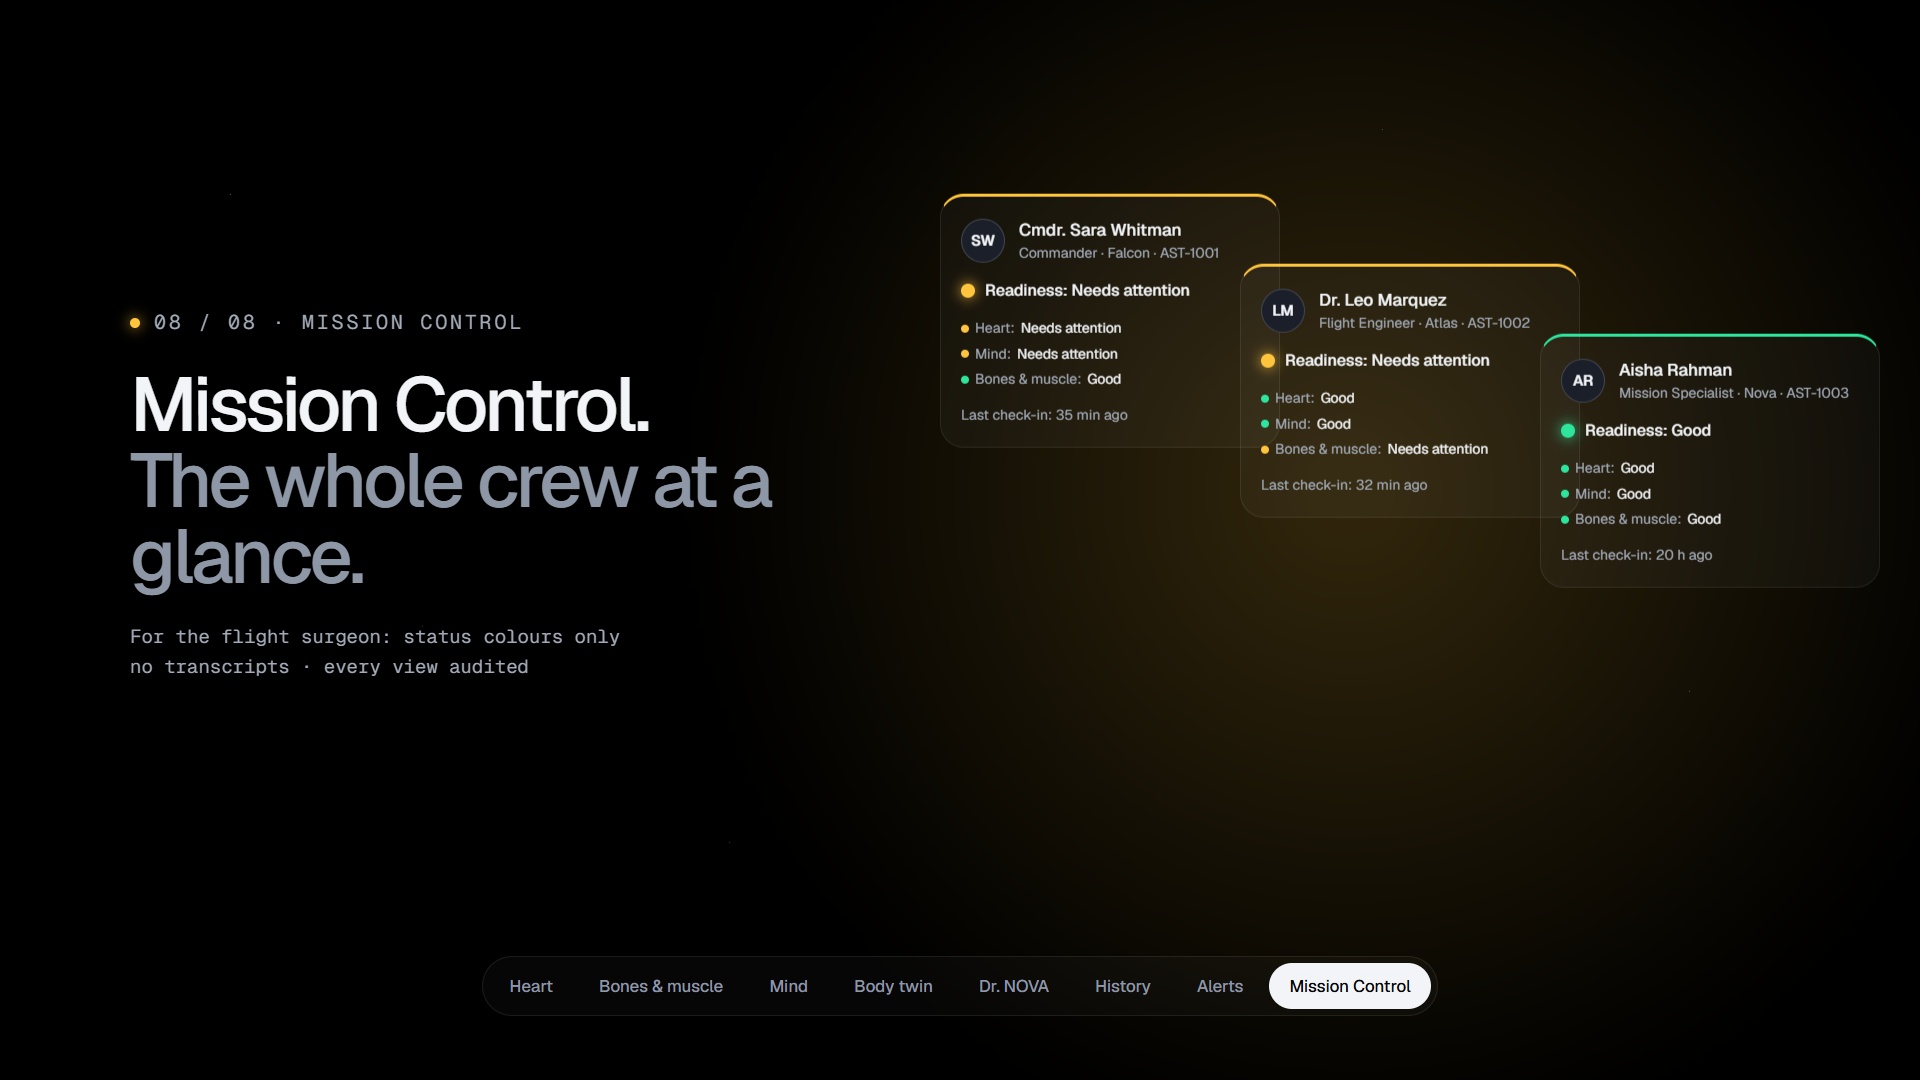 08 / 08 · MISSION CONTROL
Mission Control.
The whole crew at a
glance.
For the flight surgeon: status colours only
no transcripts · every view audited
SW
Cmdr. Sara Whitman
Commander · Falcon · AST-1001
Readiness: Needs attention
Heart: Needs attention
Mind: Needs attention
Bones & muscle: Good
Last check-in: 35 min ago
LM
Dr. Leo Marquez
Flight Engineer · Atlas · AST-1002
Readiness: Needs attention
Heart: Good
Mind: Good
Bones & muscle: Needs attention
Last check-in: 32 min ago
AR
Aisha Rahman
Mission Specialist · Nova · AST-1003
Readiness: Good
Heart: Good
Mind: Good
Bones & muscle: Good
Last check-in: 20 h ago
Heart Bones & muscle Mind Body twin Dr. NOVA History Alerts Mission Control